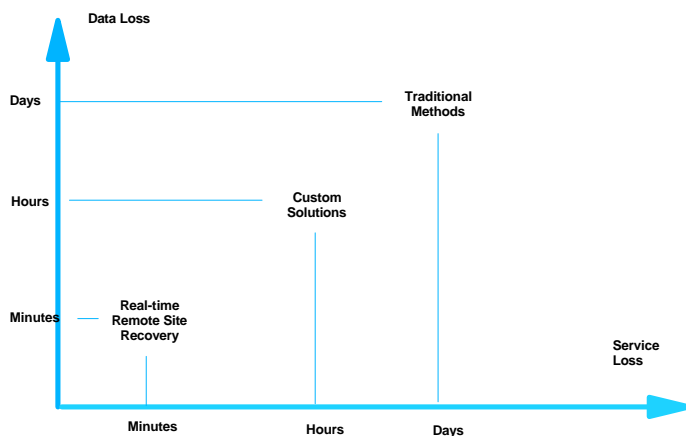 Data Loss
Days
Traditional
Methods
Hours
Custom
Solutions
Minutes
Real-time
Remote Site
Recovery
Service
Loss
Minutes
Hours
Days